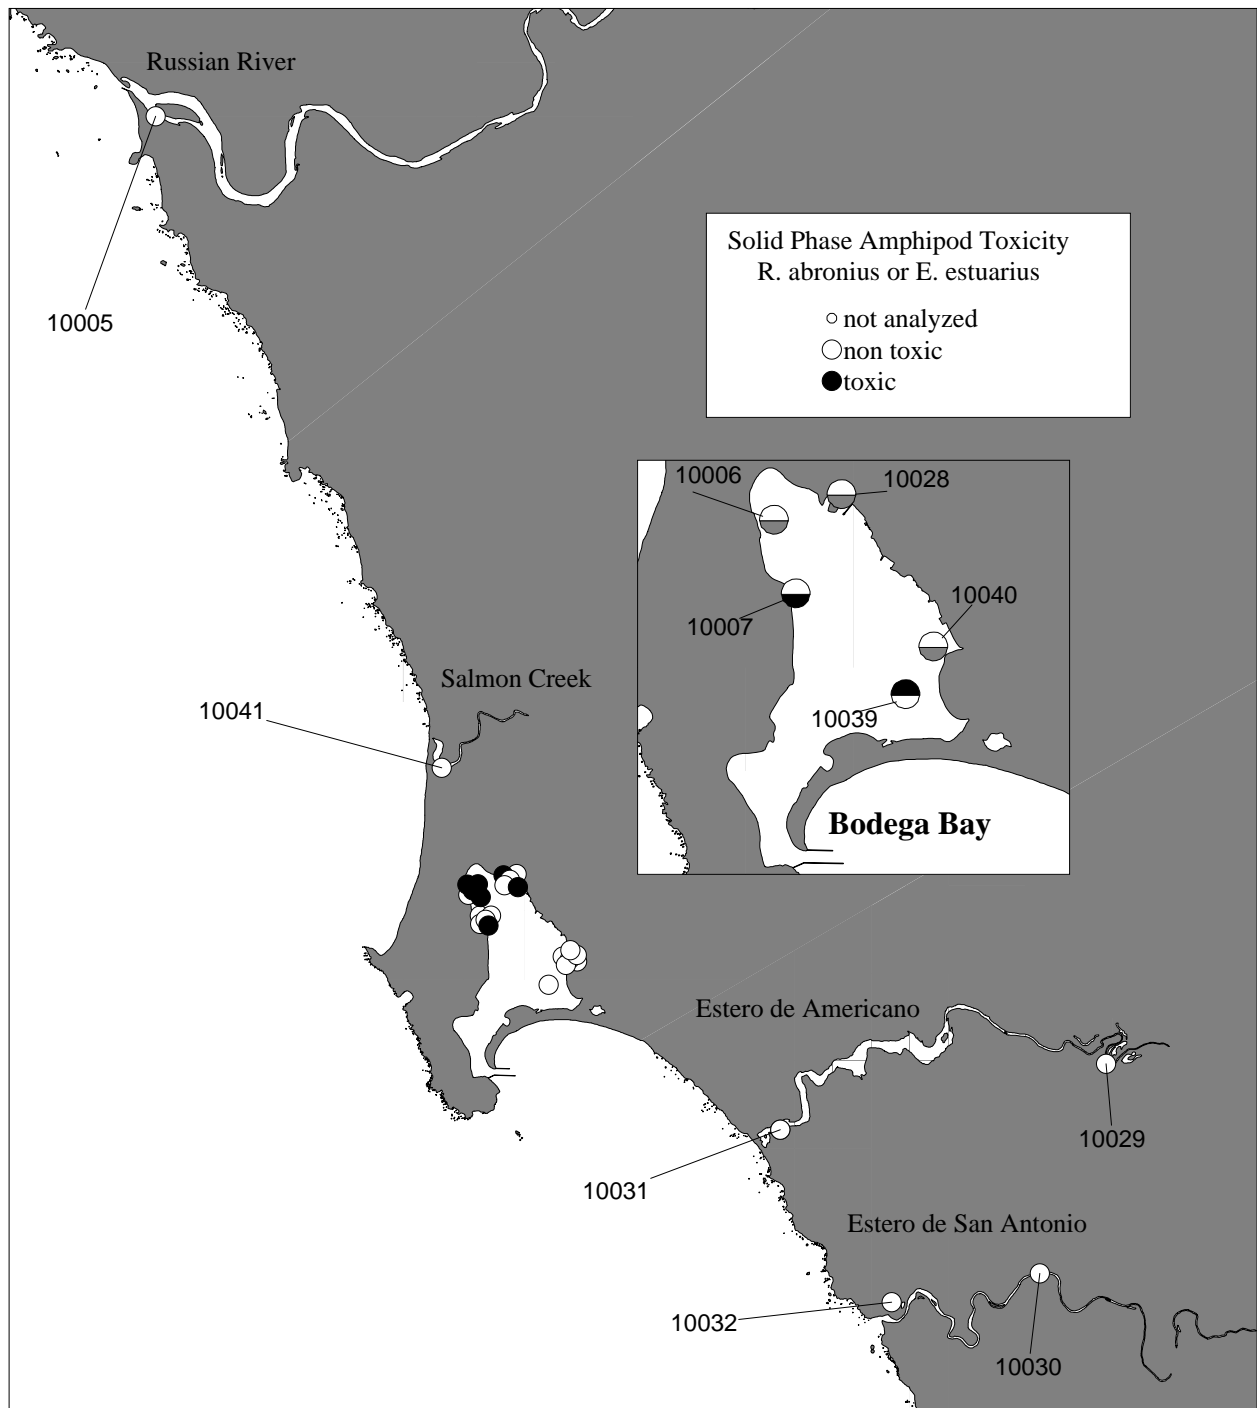 Russian River
10005
Solid Phase Amphipod Toxicity
R. abronius or E. estuarius
not analyzed
non toxic
toxic
10006
10028
10007
10040
10039
Bodega Bay
Salmon Creek
10041
Estero de Americano
10029
10031
Estero de San Antonio
10032
10030